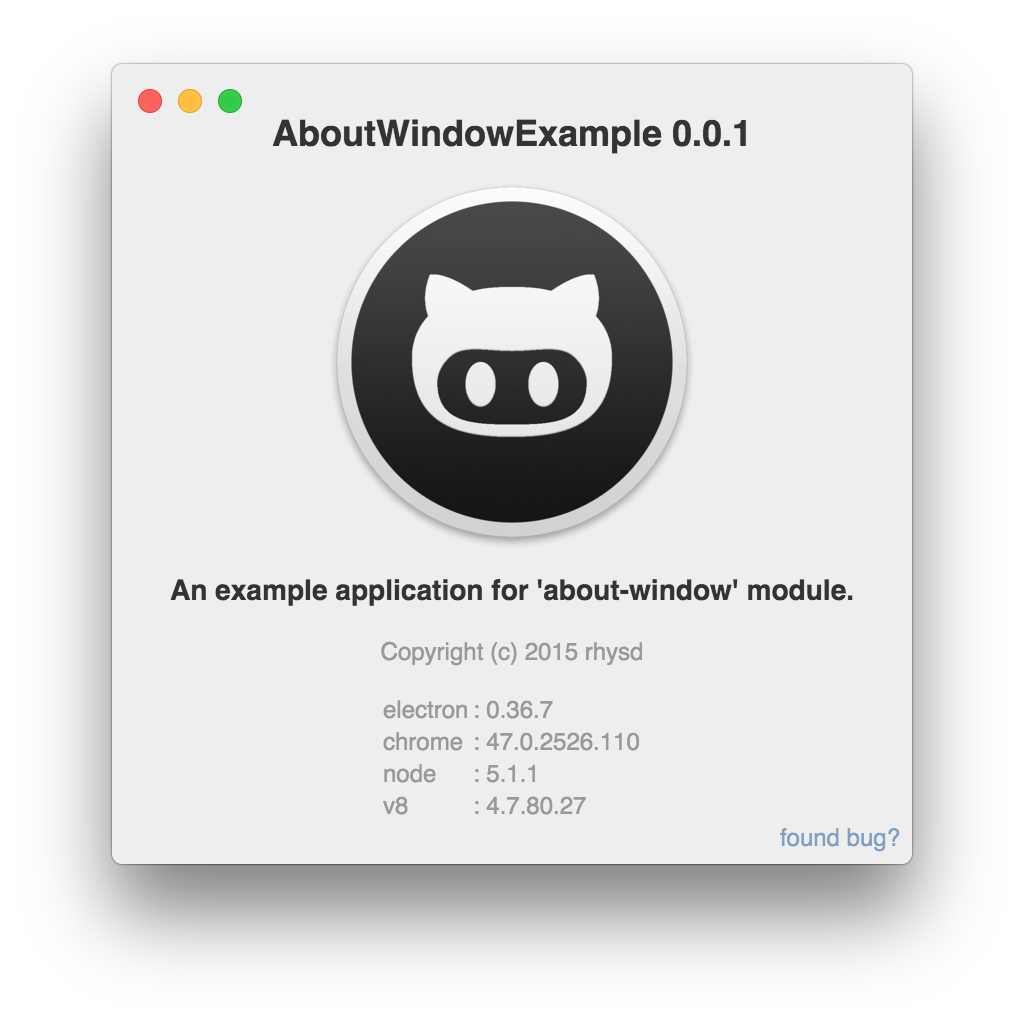 AboutWindowExample 0.0.1
An example application for 'about-window' module.
Copyright (c) 2015 rhysd
electron : 0.36.7
chrome : 47.0.2526.110
node : 5.1.1
v8 : 4.7.80.27
found bug?